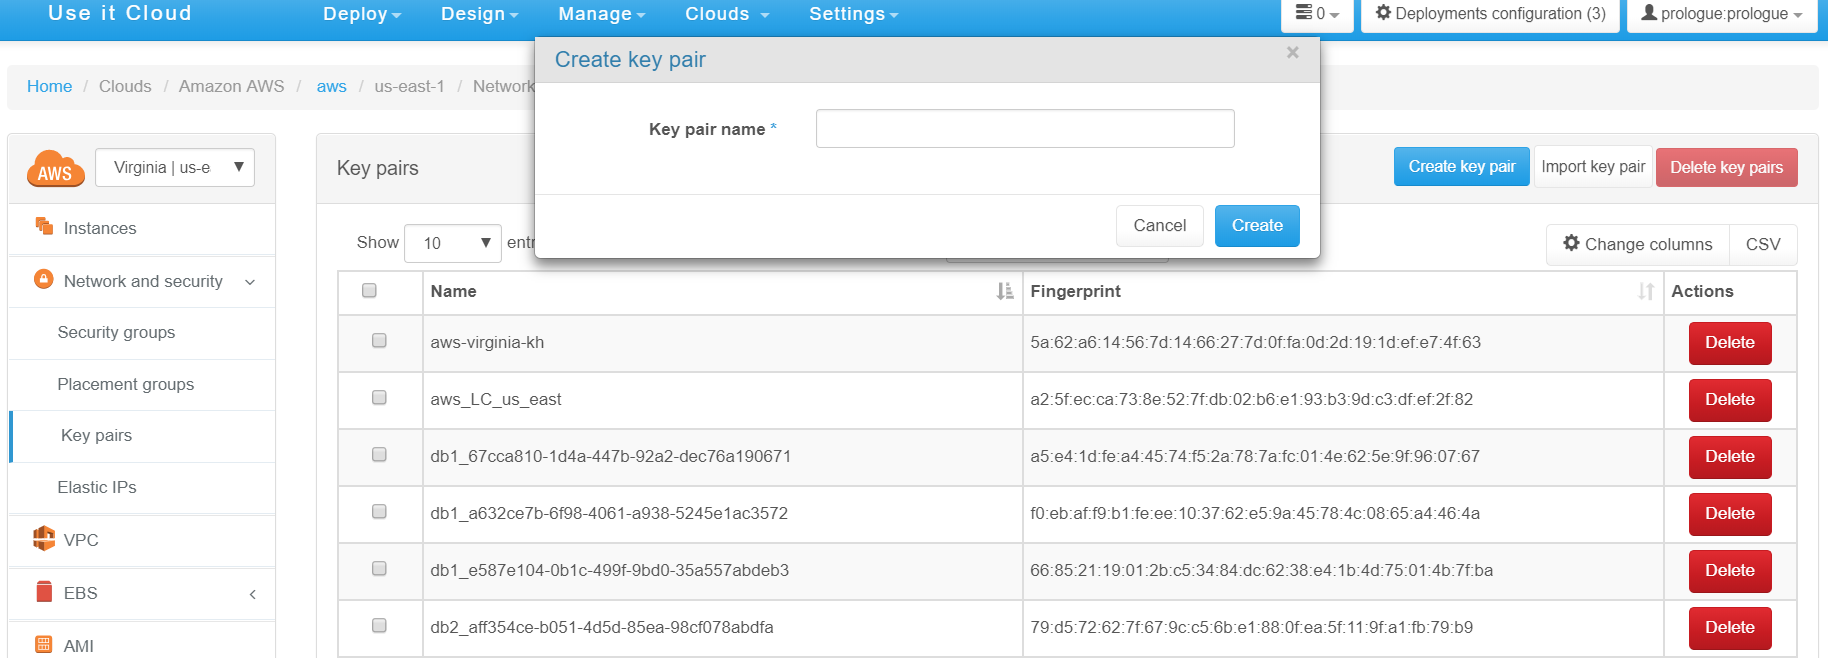 Use it Cloud Deploy Design Manage Clouds Settings 0 Deployments configuration (3) prologue:prologue
Create key pair ×
Home / Clouds / Amazon AWS / aws / us-east-1 / Network
Key pair name *
AWS Virginia | us-e
Key pairs Create key pair Import key pair Delete key pairs
Cancel Create
Instances
Show 10 entr Change columns CSV
Network and security
Name Fingerprint Actions
Security groups
aws-virginia-kh 5a:62:a6:14:56:7d:14:66:27:7d:0f:fa:0d:2d:19:1d:ef:e7:4f:63 Delete
Placement groups
aws_LC_us_east a2:5f:ec:ca:73:8e:52:7f:db:02:b6:e1:93:b3:9d:c3:df:ef:2f:82 Delete
Key pairs
db1_67cca810-1d4a-447b-92a2-dec76a190671 a5:e4:1d:fe:a4:45:74:f5:2a:78:7a:fc:01:4e:62:5e:9f:96:07:67 Delete
Elastic IPs
db1_a632ce7b-6f98-4061-a938-5245e1ac3572 f0:eb:af:f9:b1:fe:ee:10:37:62:e5:9a:45:78:4c:08:65:a4:46:4a Delete
VPC
db1_e587e104-0b1c-499f-9bd0-35a557abdeb3 66:85:21:19:01:2b:c5:34:84:dc:62:38:e4:1b:4d:75:01:4b:7f:ba Delete
EBS
db2_aff354ce-b051-4d5d-85ea-98cf078abdfa 79:d5:72:62:7f:67:9c:c5:6b:e1:88:0f:ea:5f:11:9f:a1:fb:79:b9 Delete
AMI